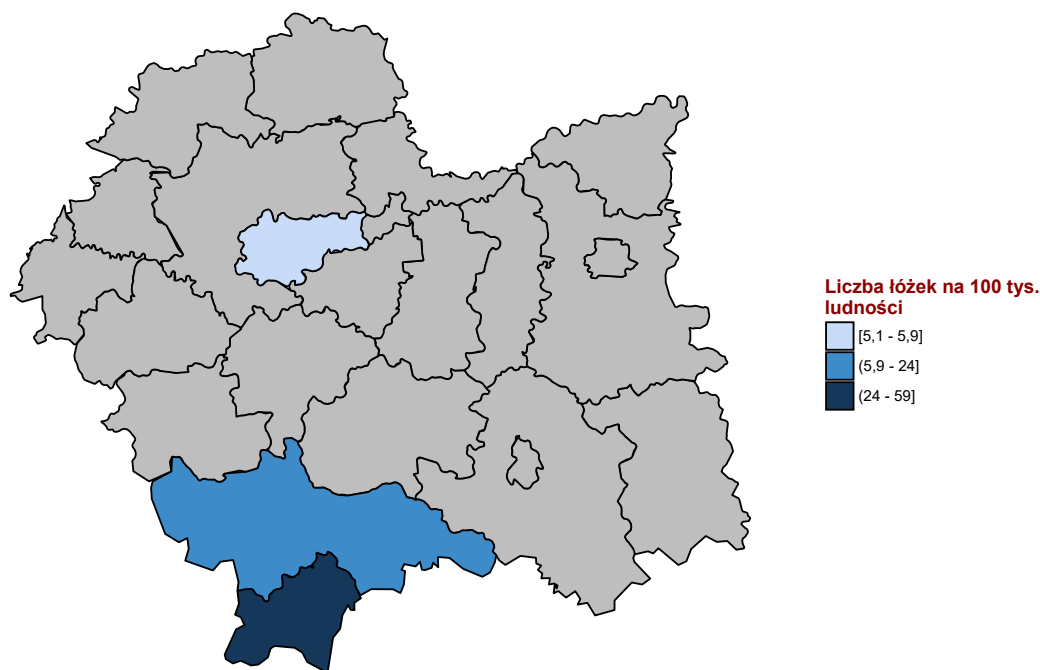 Liczba łóżek na 100 tys.
ludności
[5,1 - 5,9]
(5,9 - 24]
(24 - 59]